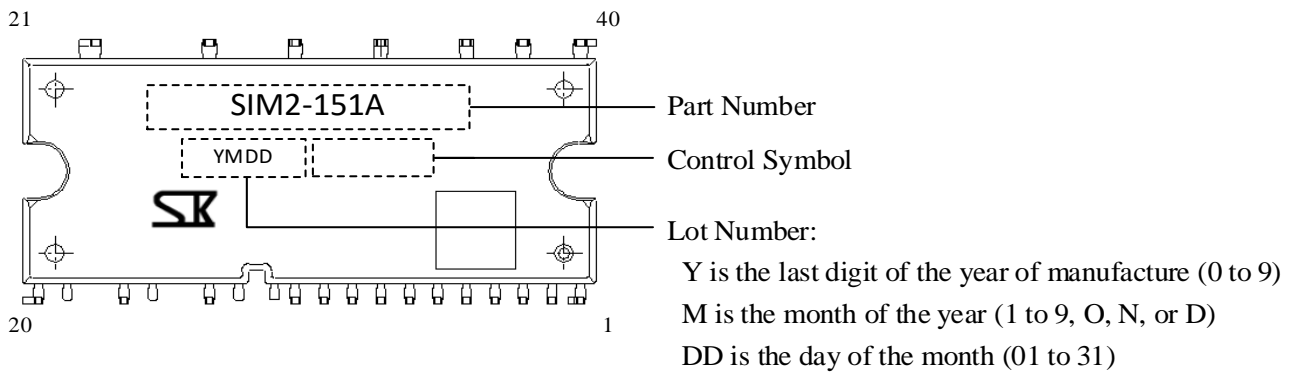 21 40
SIM2-151A
Part Number
YMDD
Control Symbol
SK
Lot Number:
Y is the last digit of the year of manufacture (0 to 9)
M is the month of the year (1 to 9, O, N, or D)
20 1
DD is the day of the month (01 to 31)